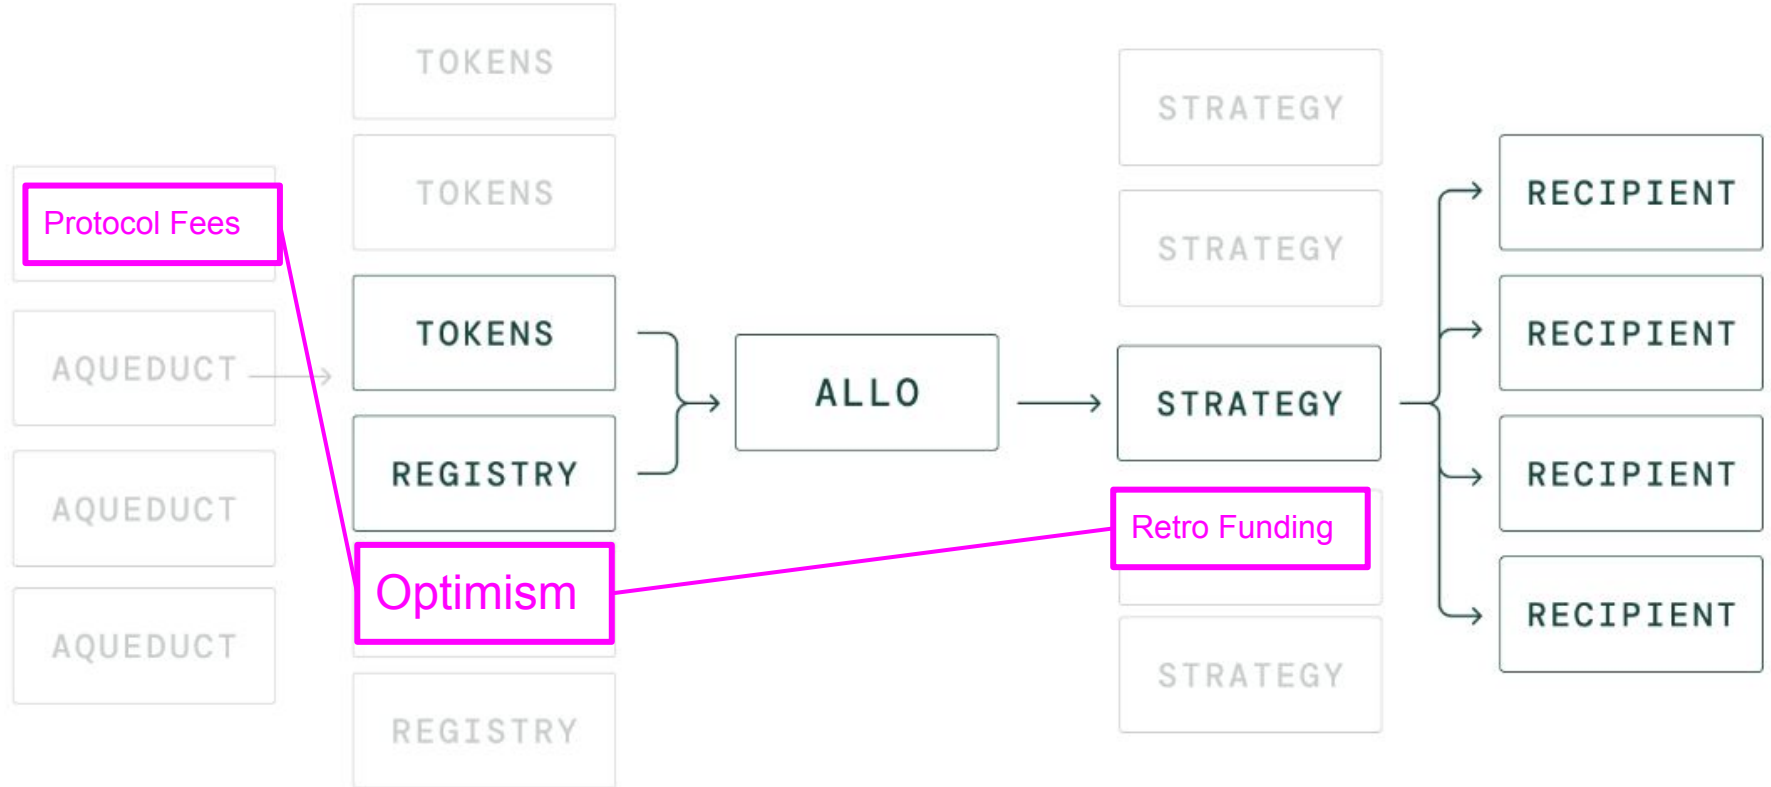 TOKENS
TOKENS
Protocol Fees
TOKENS
AQUEDUCT
REGISTRY
AQUEDUCT
Optimism
AQUEDUCT
REGISTRY
ALLO
STRATEGY
STRATEGY
STRATEGY
Retro Funding
STRATEGY
RECIPIENT
RECIPIENT
RECIPIENT
RECIPIENT